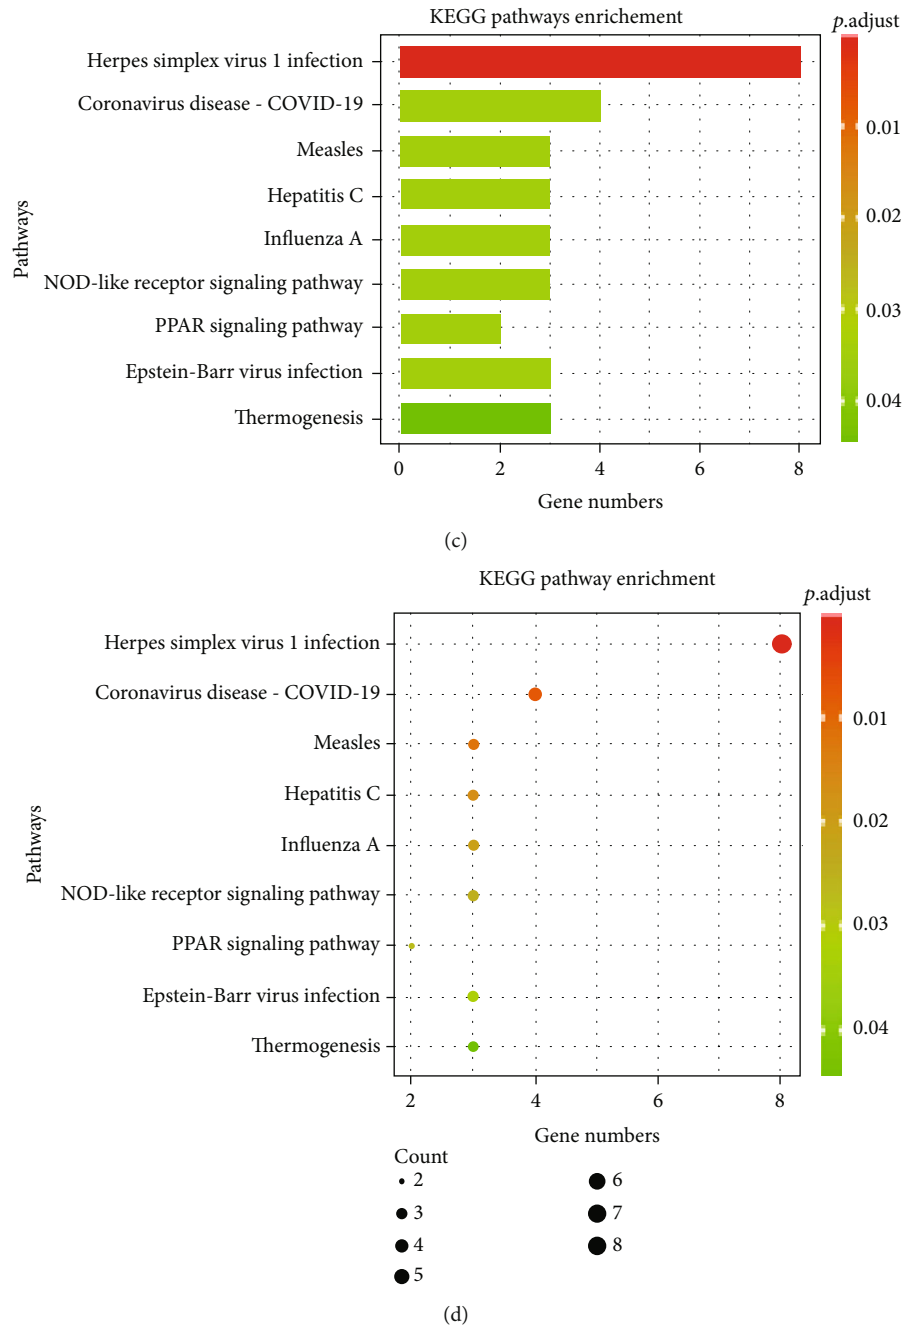 KEGG pathways enrichement
p.adjust
Herpes simplex virus 1 infection
Coronavirus disease - COVID-19
Measles
Hepatitis C
Influenza A
NOD-like receptor signaling pathway
PPAR signaling pathway
Epstein-Barr virus infection
Thermogenesis
Pathways
0.01
0.02
0.03
0.04
0 2 4 6 8
Gene numbers
(c)
KEGG pathway enrichment
p.adjust
Herpes simplex virus 1 infection
Coronavirus disease - COVID-19
Measles
Hepatitis C
Influenza A
NOD-like receptor signaling pathway
PPAR signaling pathway
Epstein-Barr virus infection
Thermogenesis
Pathways
0.01
0.02
0.03
0.04
2 4 6 8
Gene numbers
Count
2
3
4
5
6
7
8
(d)